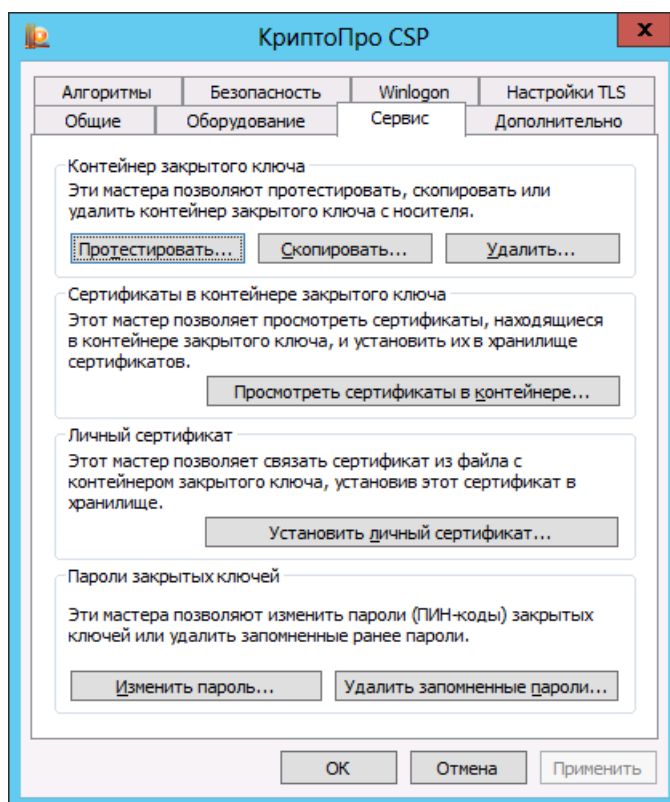 КриптоПро CSP
x
Алгоритмы Безопасность Winlogon Настройки TLS
Общие Оборудование Сервис Дополнительно
Контейнер закрытого ключа
Эти мастера позволяют протестировать, скопировать или
удалить контейнер закрытого ключа с носителя.
Протестировать... Скопировать... Удалить...
Сертификаты в контейнере закрытого ключа
Этот мастер позволяет просмотреть сертификаты, находящиеся
в контейнере закрытого ключа, и установить их в хранилище
сертификатов.
Просмотреть сертификаты в контейнере...
Личный сертификат
Этот мастер позволяет связать сертификат из файла с
контейнером закрытого ключа, установив этот сертификат в
хранилище.
Установить личный сертификат...
Пароли закрытых ключей
Эти мастера позволяют изменить пароли (ПИН-коды) закрытых
ключей или удалить запомненные ранее пароли.
Изменить пароль... Удалить запомненные пароли...
ОК Отмена Применить